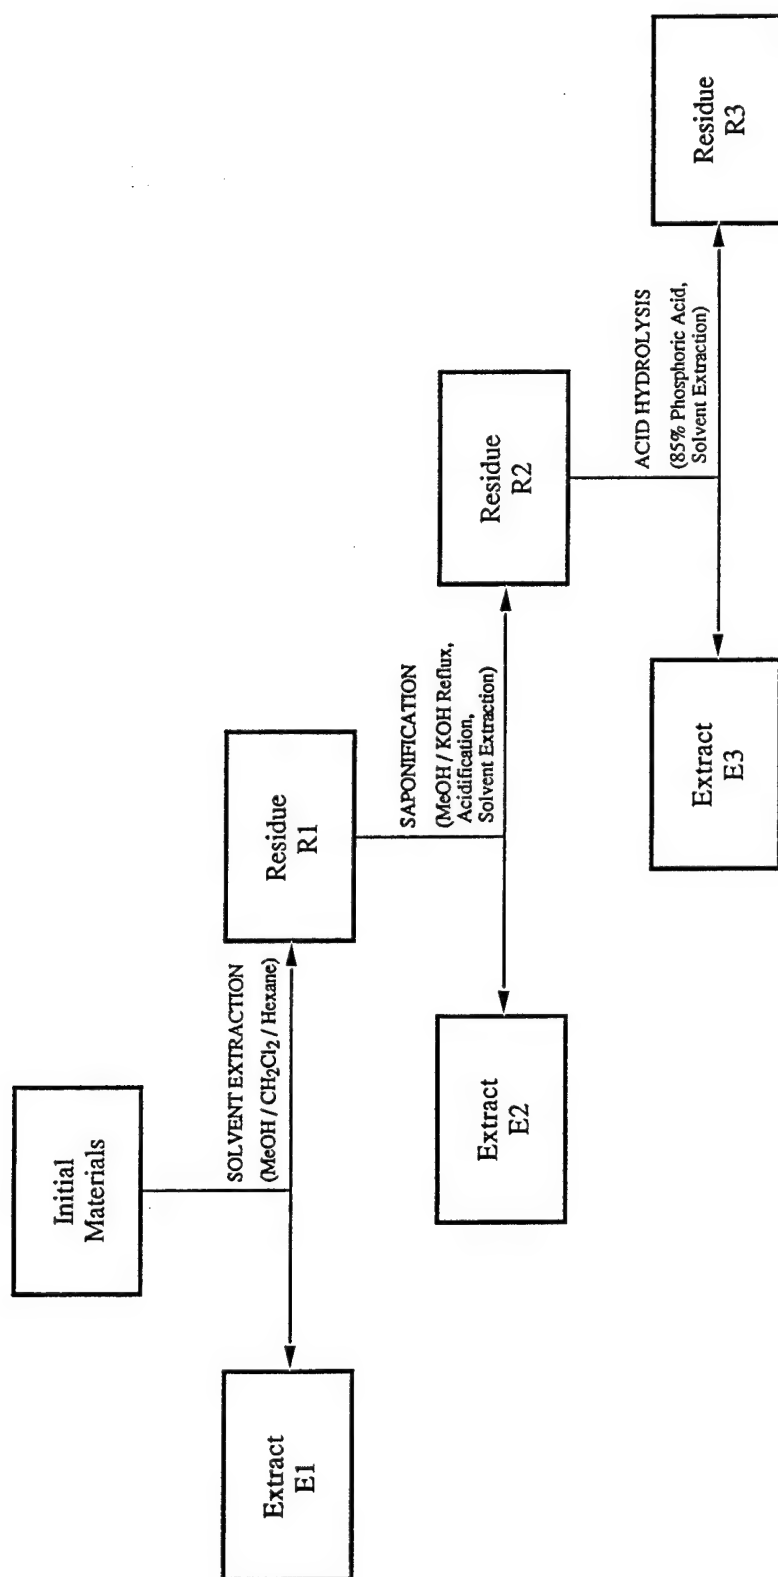 Initial
Materials
SOLVENT EXTRACTION
(MeOH / CH₂Cl₂ / Hexane)
Extract
E1
Residue
R1
SAPONIFICATION
(MeOH / KOH Reflux,
Acidification,
Solvent Extraction)
Extract
E2
Residue
R2
ACID HYDROLYSIS
(85% Phosphoric Acid,
Solvent Extraction)
Extract
E3
Residue
R3